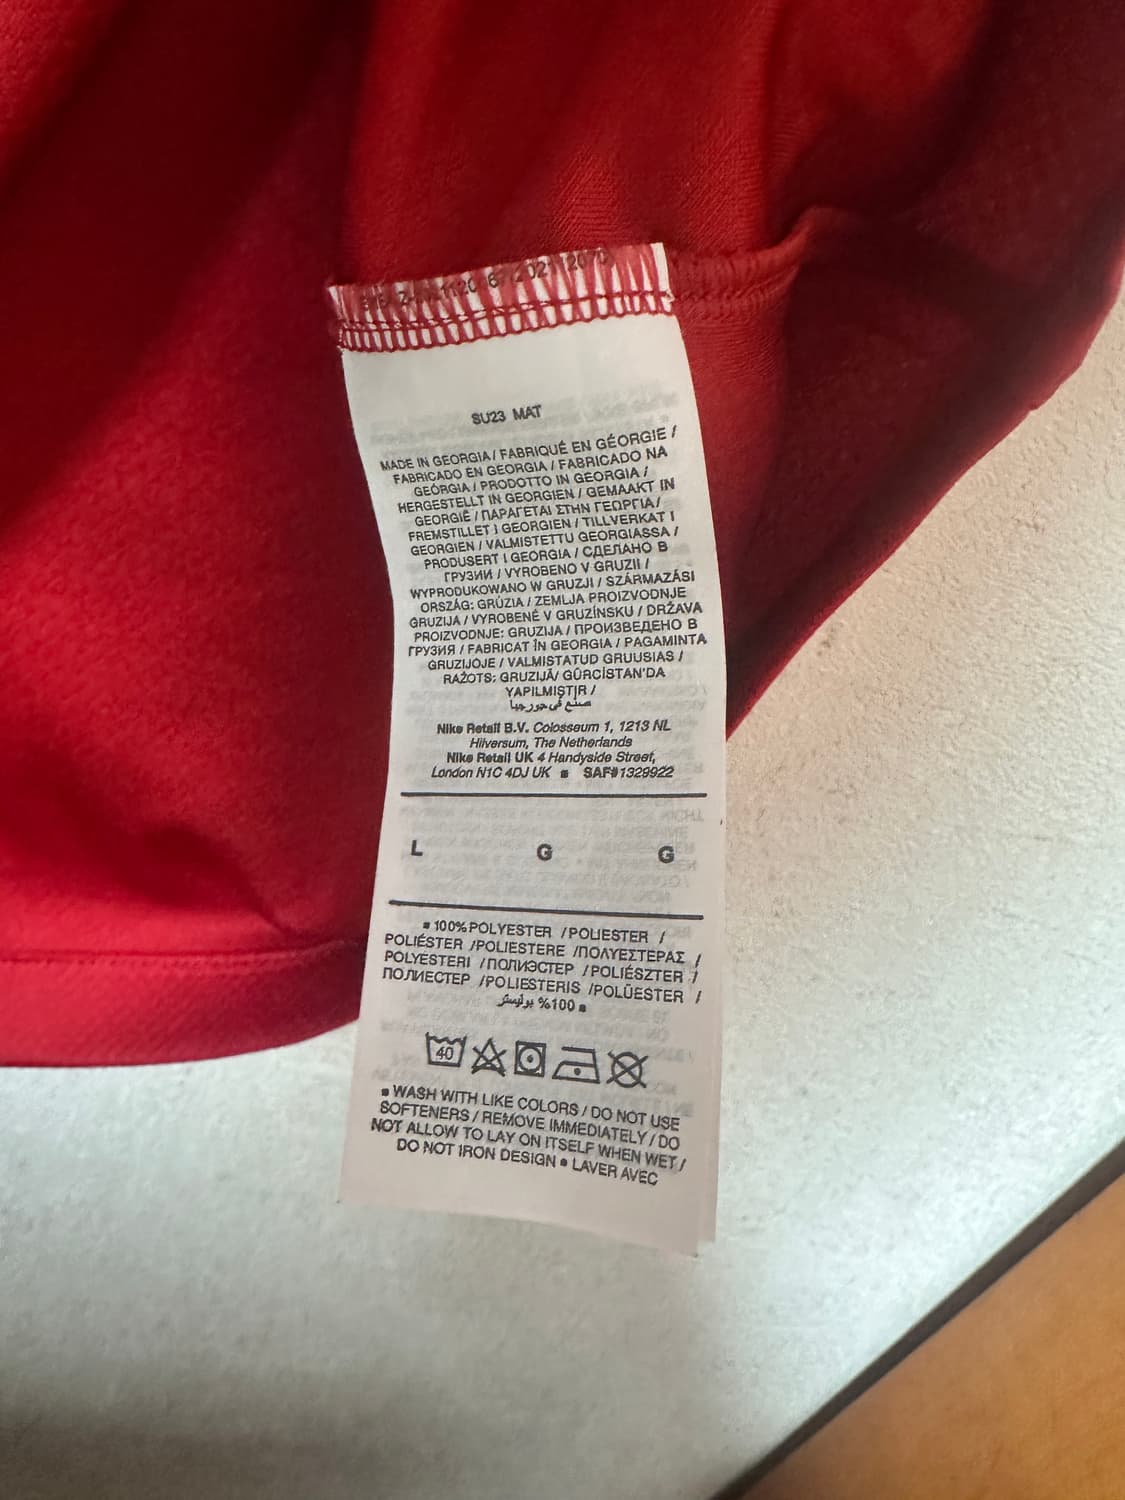 SU23 MAT
MADE IN GEORGIA / FABRIQUÉ EN GÉORGIE /
FABRICADO EN GEORGIA / FABRICADO NA
GEÓRGIA / PRODOTTO IN GEORGIA /
HERGESTELLT IN GEORGIEN / GEMAAKT IN
GEORGIË / ΠΑΡΑΓΕΤΑΙ ΣΤΗΝ ΓΕΩΡΓΙΑ /
FREMSTILLET I GEORGIEN / TILLVERKAT I
GEORGIEN / VALMISTETTU GEORGIASSA /
PRODUSERT I GEORGIA / СДЕЛАНО В
ГРУЗИИ / VYROBENO V GRUZII /
WYPRODUKOWANO W GRUZJI / SZÁRMAZÁSI
ORSZÁG: GRÚZIA / ZEMLJA PROIZVODNJE
GRUZIJA / VYROBENÉ V GRUZÍNSKU / DRŽAVA
PROIZVODNJE: GRUZIJA / ПРОИЗВЕДЕНО В
ГРУЗИЯ / FABRICAT ÎN GEORGIA / PAGAMINTA
GRUZIJOJE / VALMISTATUD GRUUSIAS /
RAŽOTS: GRUZIJĀ/ GÜRCİSTAN'DA
YAPILMIŞTIR /
صنع في جورجيا
Nike Retail B.V. Colosseum 1, 1213 NL
Hilversum, The Netherlands
Nike Retail UK 4 Handyside Street,
London N1C 4DJ UK ■ SAF#1329922
L G G
■ 100% POLYESTER /POLIESTER /
POLIÉSTER /POLIESTERE /ΠΟΛΥΕΣΤΕΡΑΣ /
POLYESTERI /ПОЛИЭСТЕР /POLIÉSZTER /
ПОЛИЕСТЕР /POLIESTERIS /POLÜESTER /
■ 100% بوليستر
40
■ WASH WITH LIKE COLORS / DO NOT USE
SOFTENERS / REMOVE IMMEDIATELY / DO
NOT ALLOW TO LAY ON ITSELF WHEN WET /
DO NOT IRON DESIGN ■ LAVER AVEC